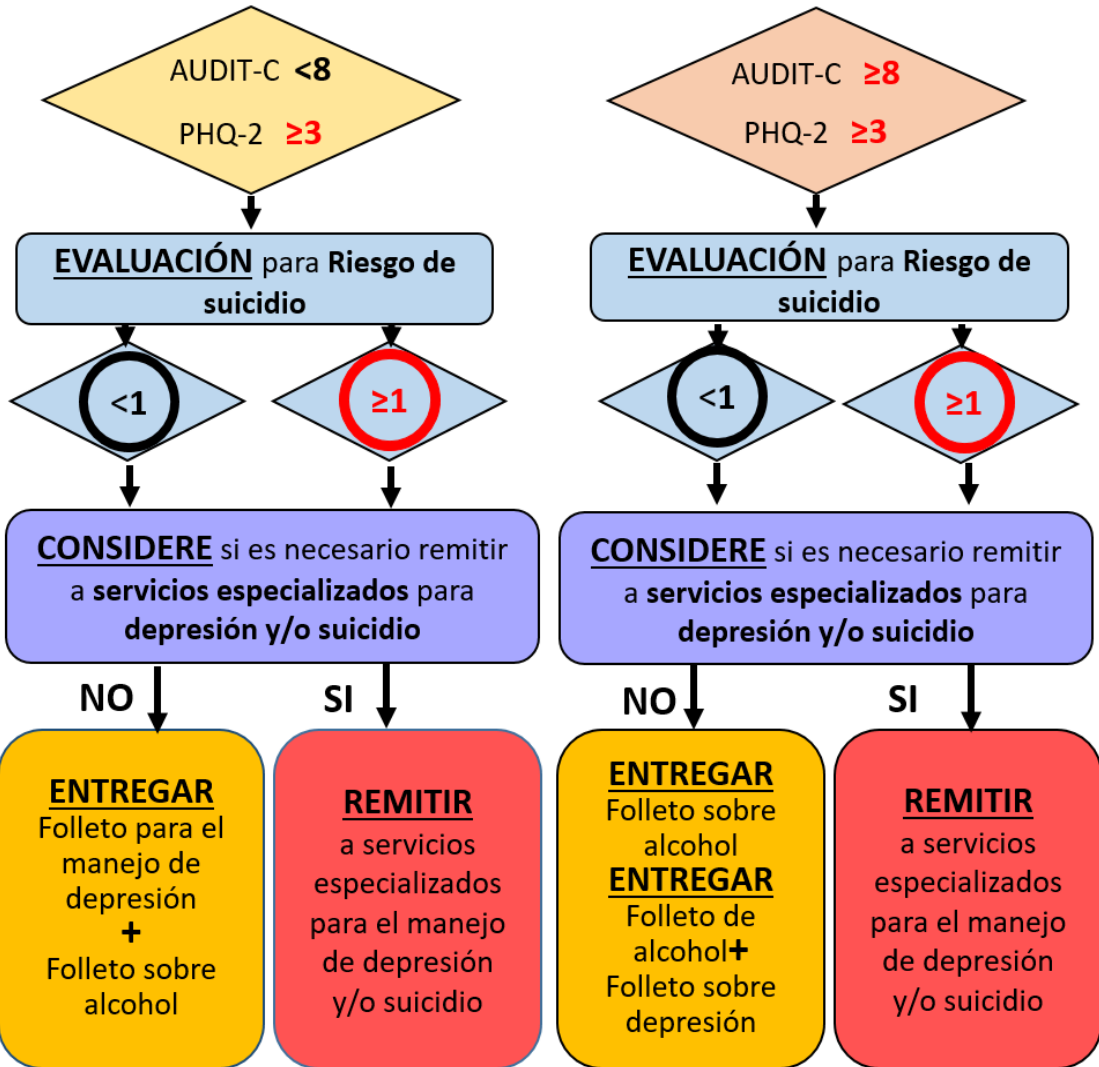 AUDIT-C <8
PHQ-2 ≥3
EVALUACIÓN para Riesgo de
suicidio
<1
≥1
CONSIDERE si es necesario remitir
a servicios especializados para
depresión y/o suicidio
NO
SI
ENTREGAR
Folleto para el
manejo de
depresión
+
Folleto sobre
alcohol
REMITIR
a servicios
especializados
para el manejo
de depresión
y/o suicidio
AUDIT-C ≥8
PHQ-2 ≥3
EVALUACIÓN para Riesgo de
suicidio
<1
≥1
CONSIDERE si es necesario remitir
a servicios especializados para
depresión y/o suicidio
NO
SI
ENTREGAR
Folleto sobre
alcohol
ENTREGAR
Folleto de
alcohol+
Folleto sobre
depresión
REMITIR
a servicios
especializados
para el manejo
de depresión
y/o suicidio